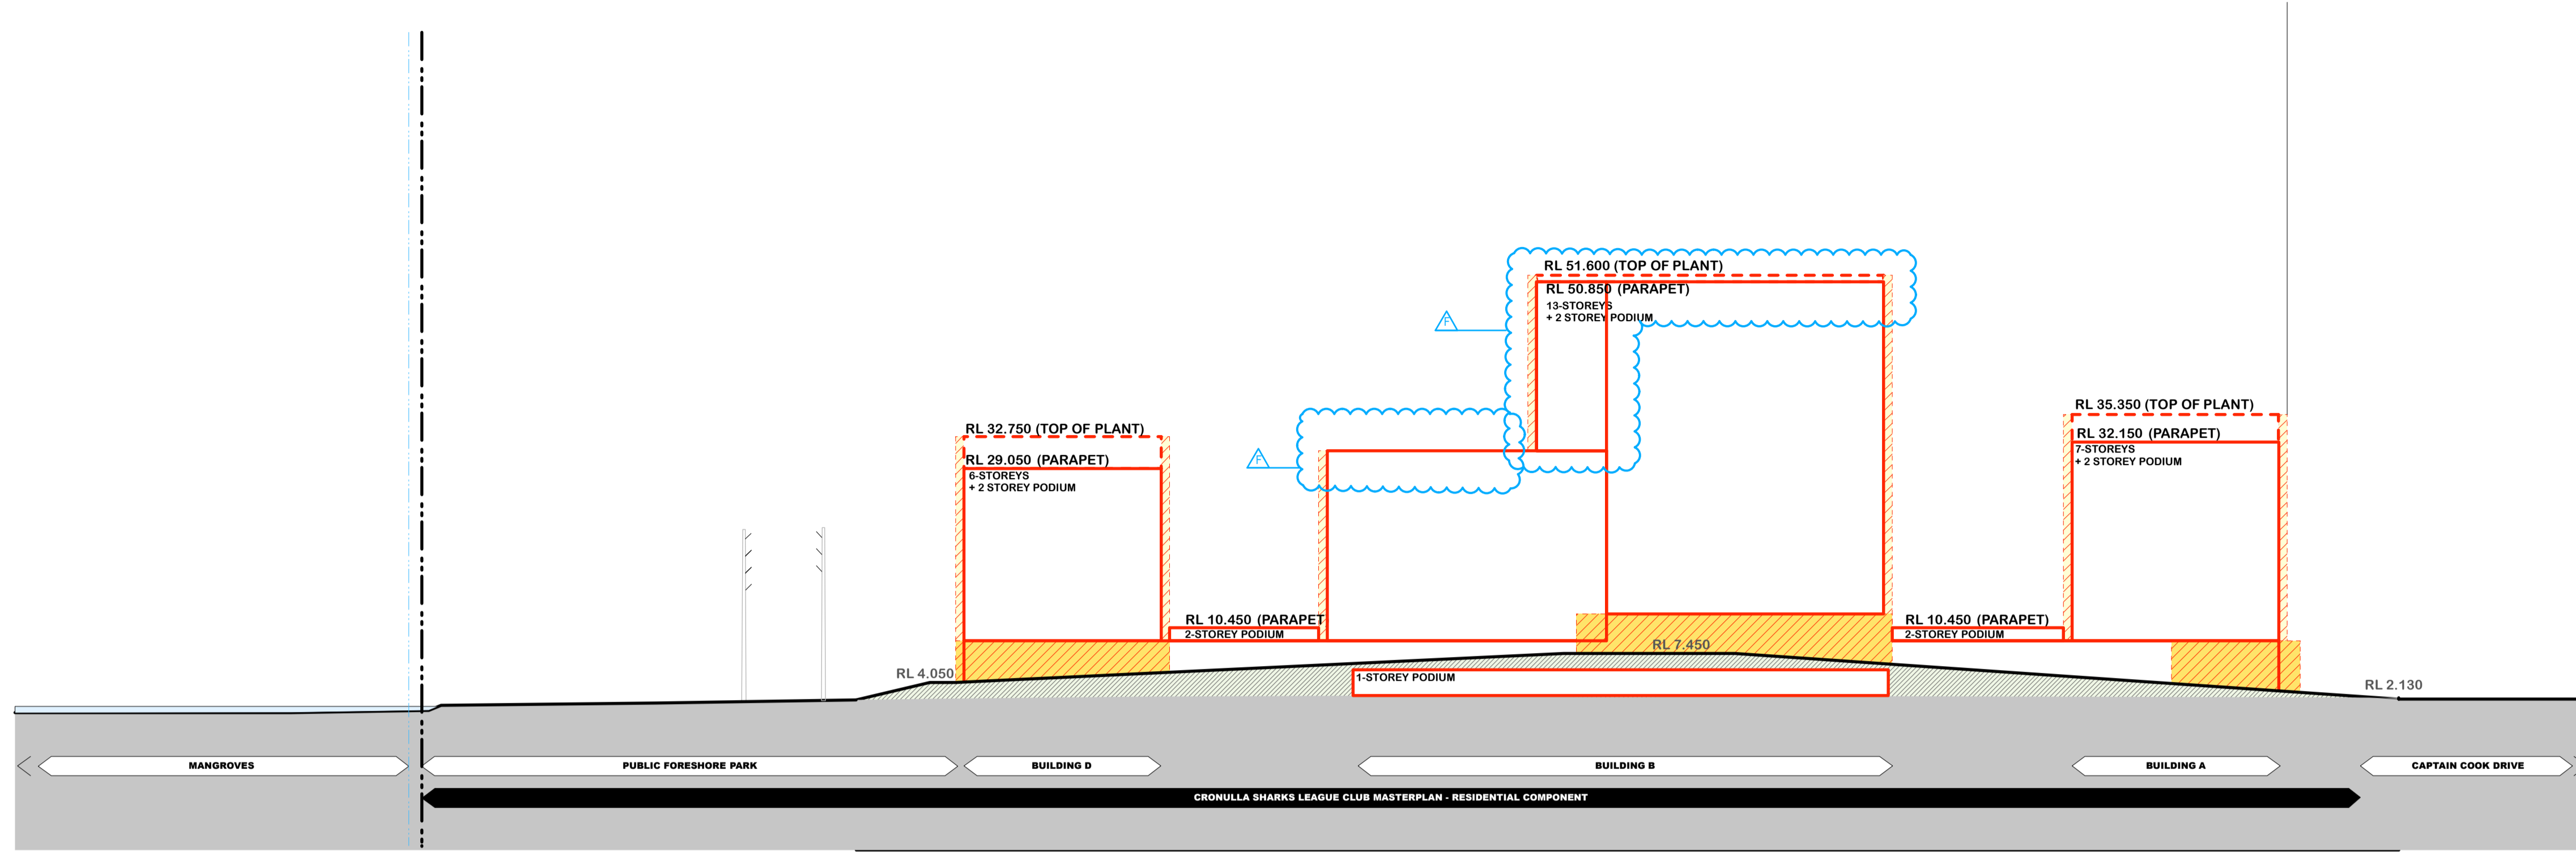 RL 51.600 (TOP OF PLANT)
RL 50.850 (PARAPET)
13-STOREYS
+ 2 STOREY PODIUM
F
RL 35.350 (TOP OF PLANT)
RL 32.150 (PARAPET)
7-STOREYS
+ 2 STOREY PODIUM
RL 32.750 (TOP OF PLANT)
RL 29.050 (PARAPET)
6-STOREYS
+ 2 STOREY PODIUM
F
RL 10.450 (PARAPET
2-STOREY PODIUM
RL 10.450 (PARAPET)
2-STOREY PODIUM
RL 7.450
RL 4.050
1-STOREY PODIUM
RL 2.130
MANGROVES
PUBLIC FORESHORE PARK
BUILDING D
BUILDING B
BUILDING A
CAPTAIN COOK DRIVE
CRONULLA SHARKS LEAGUE CLUB MASTERPLAN - RESIDENTIAL COMPONENT